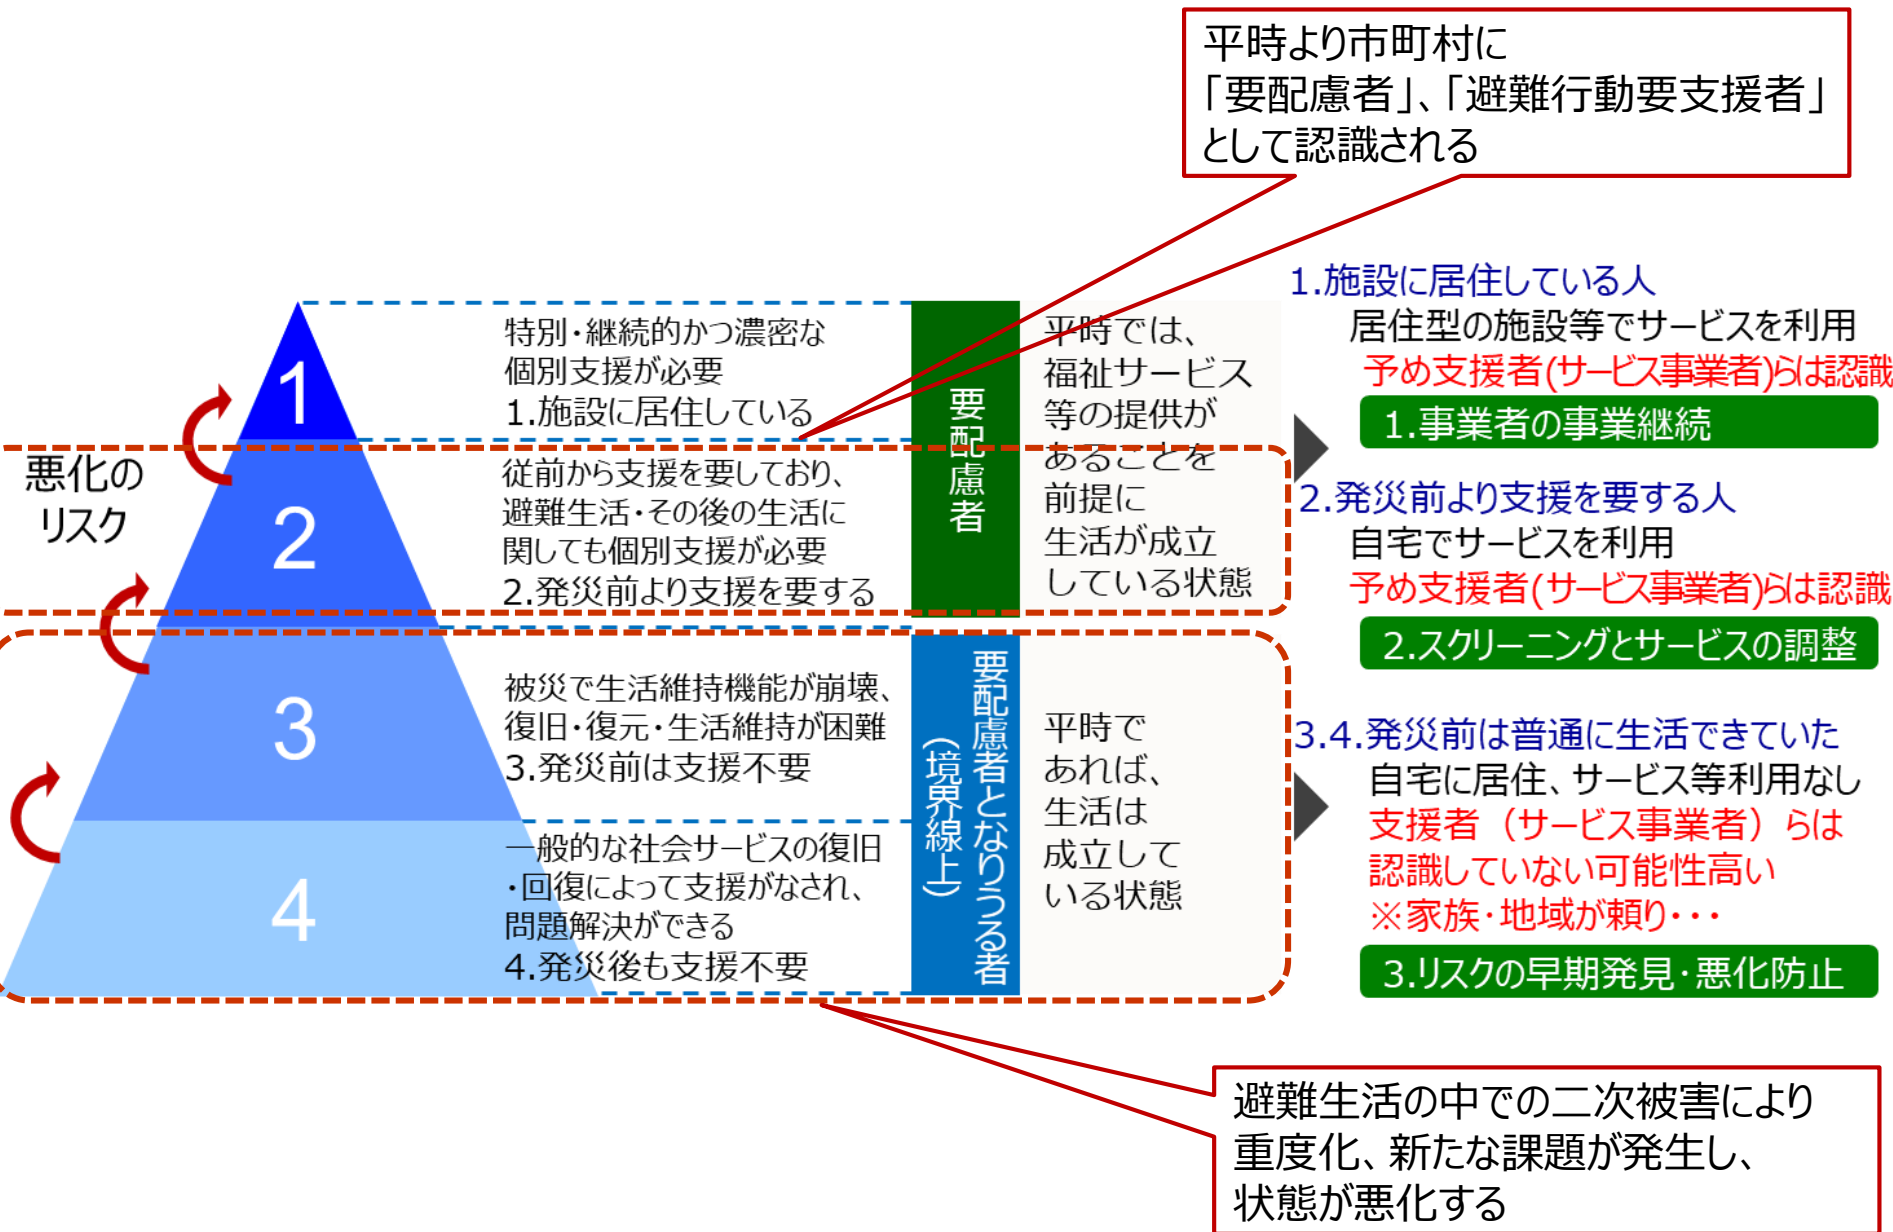 平時より市町村に
「要配慮者」、「避難行動要支援者」
として認識される
悪化の
リスク
1
2
3
4
特別・継続的かつ濃密な
個別支援が必要
1.施設に居住している
従前から支援を要しており、
避難生活・その後の生活に
関しても個別支援が必要
2.発災前より支援を要する
被災で生活維持機能が崩壊、
復旧・復元・生活維持が困難
3.発災前は支援不要
一般的な社会サービスの復旧
・回復によって支援がなされ、
問題解決ができる
4.発災後も支援不要
要配慮者
要配慮者となりうる者
(境界線上)
平時では、
福祉サービス
等の提供が
あることを
前提に
生活が成立
している状態
平時で
あれば、
生活は
成立して
いる状態
1.施設に居住している人
居住型の施設等でサービスを利用
予め支援者(サービス事業者)らは認識
1.事業者の事業継続
2.発災前より支援を要する人
自宅でサービスを利用
予め支援者(サービス事業者)らは認識
2.スクリーニングとサービスの調整
3.4.発災前は普通に生活できていた
自宅に居住、サービス等利用なし
支援者（サービス事業者）らは
認識していない可能性高い
※家族・地域が頼り・・・
3.リスクの早期発見・悪化防止
避難生活の中での二次被害により
重度化、新たな課題が発生し、
状態が悪化する